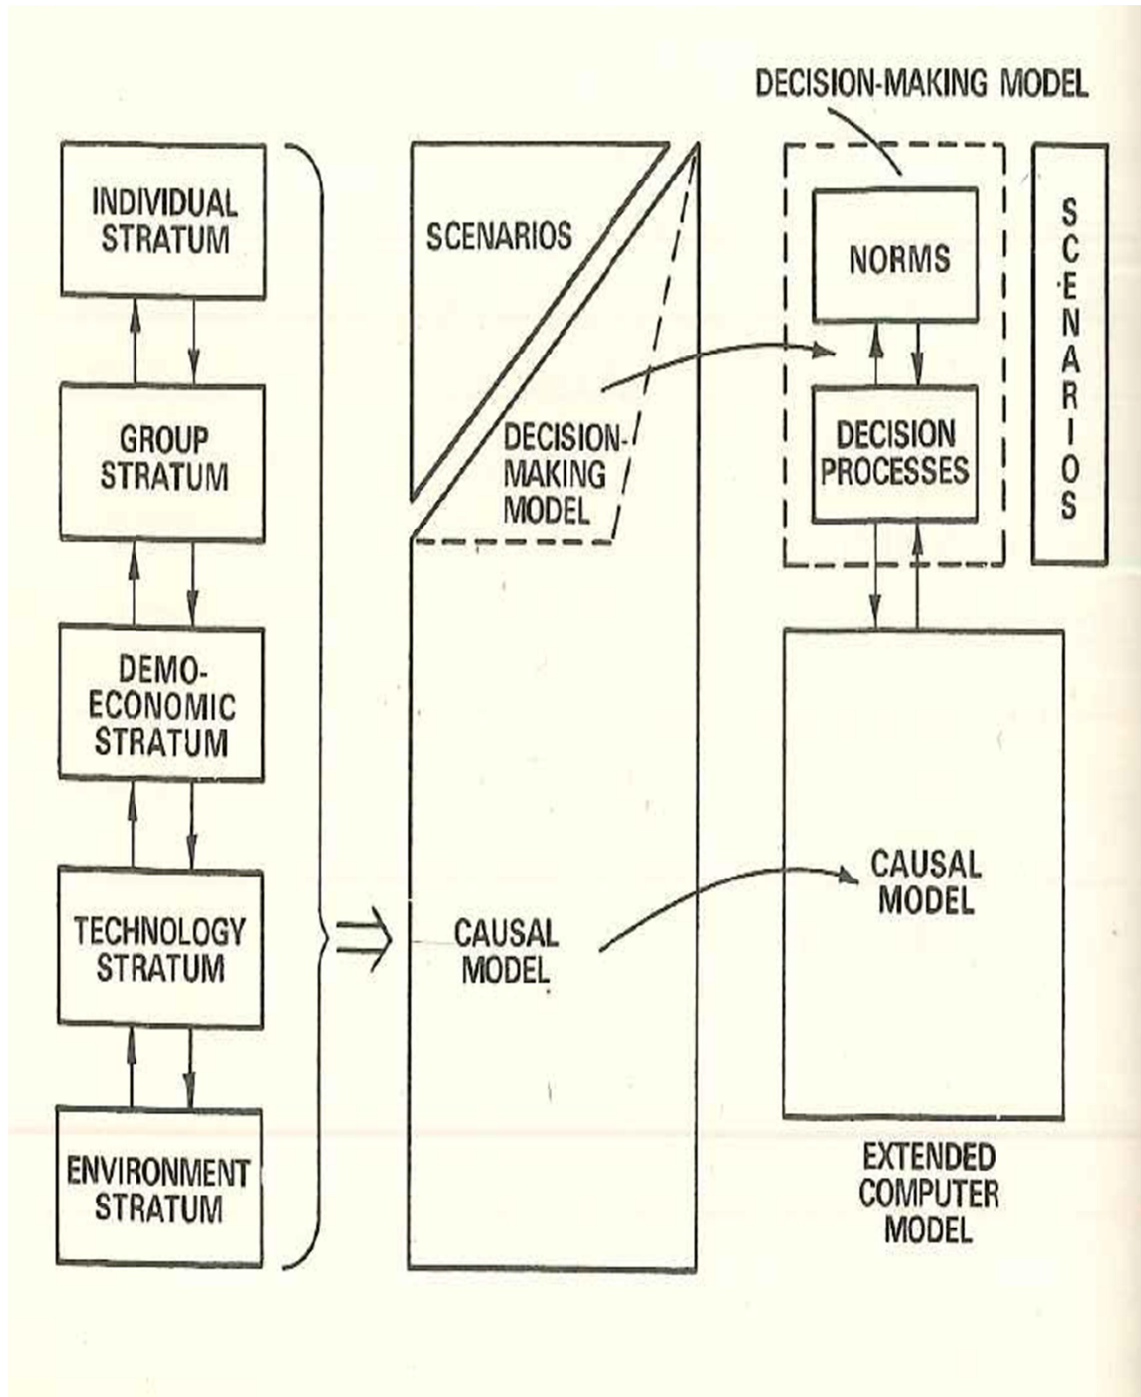 DECISION-MAKING MODEL
INDIVIDUAL
STRATUM
GROUP
STRATUM
DEMO-
ECONOMIC
STRATUM
TECHNOLOGY
STRATUM
ENVIRONMENT
STRATUM
SCENARIOS
DECISION-
MAKING
MODEL
CAUSAL
MODEL
NORMS
DECISION
PROCESSES
CAUSAL
MODEL
EXTENDED
COMPUTER
MODEL
SCENARIOS